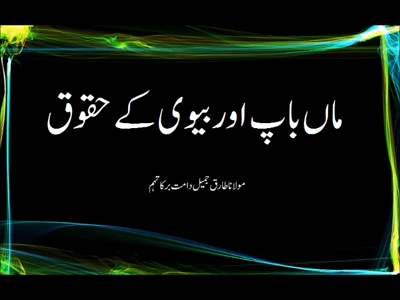 ماں باپ اور بیوی کے حقوق
مولانا طارق جمیل دامت برکاتہم